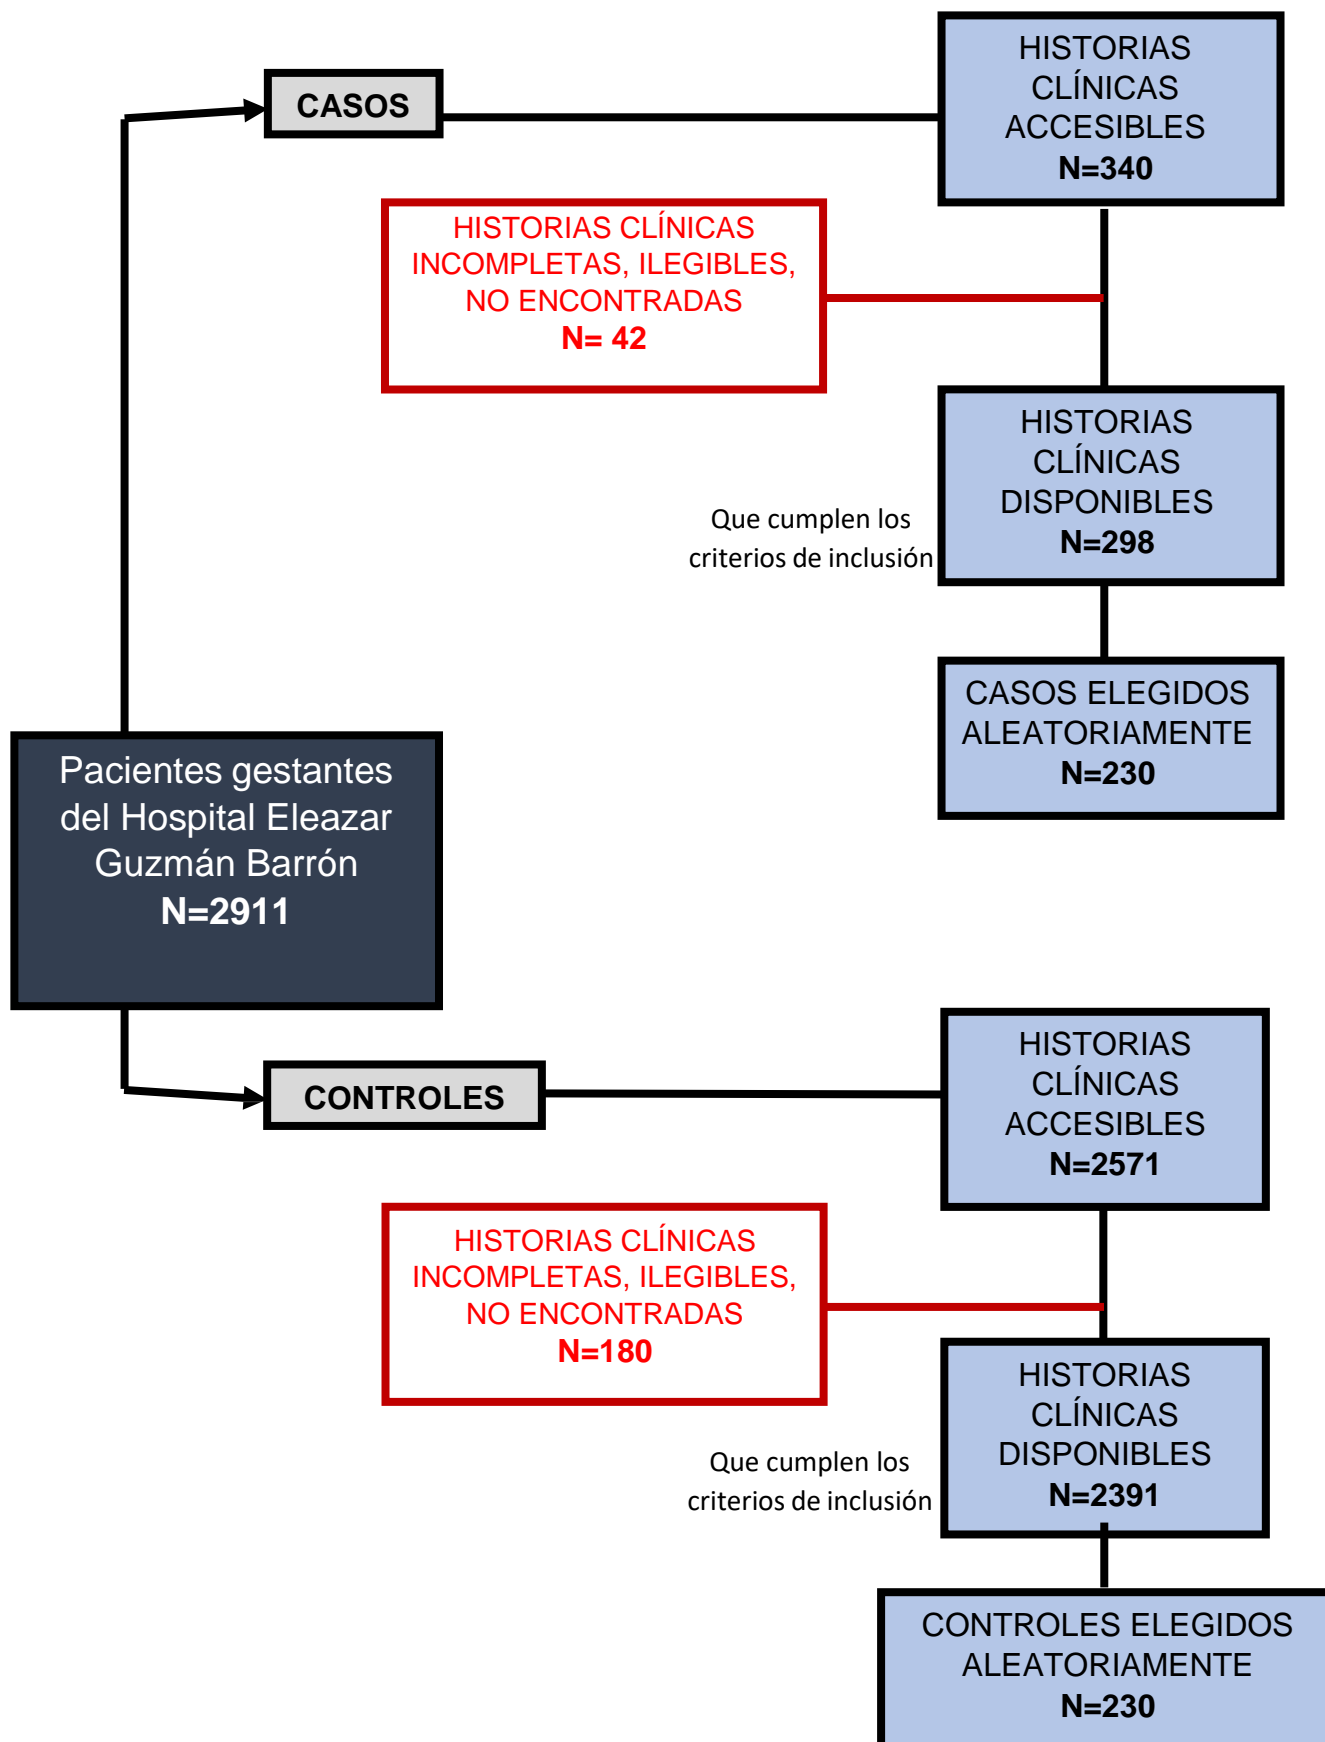 CASOS
HISTORIAS
CLÍNICAS
ACCESIBLES
N=340
HISTORIAS CLÍNICAS
INCOMPLETAS, ILEGIBLES,
NO ENCONTRADAS
N= 42
HISTORIAS
CLÍNICAS
DISPONIBLES
N=298
Que cumplen los
criterios de inclusión
CASOS ELEGIDOS
ALEATORIAMENTE
N=230
Pacientes gestantes
del Hospital Eleazar
Guzmán Barrón
N=2911
CONTROLES
HISTORIAS
CLÍNICAS
ACCESIBLES
N=2571
HISTORIAS CLÍNICAS
INCOMPLETAS, ILEGIBLES,
NO ENCONTRADAS
N=180
HISTORIAS
CLÍNICAS
DISPONIBLES
N=2391
Que cumplen los
criterios de inclusión
CONTROLES ELEGIDOS
ALEATORIAMENTE
N=230